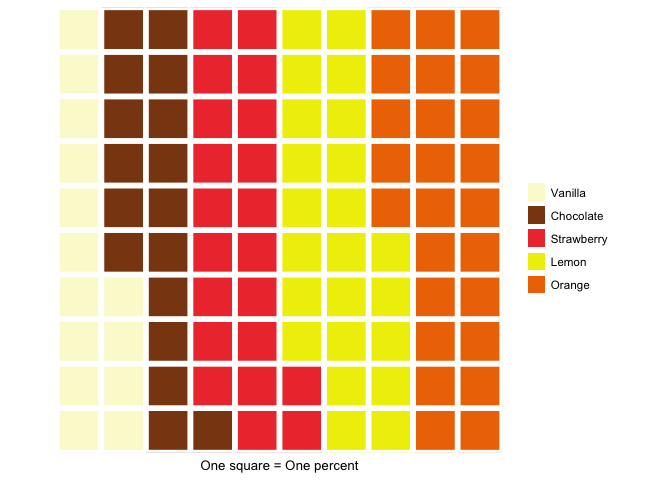 Vanilla
Chocolate
Strawberry
Lemon
Orange
One square = One percent